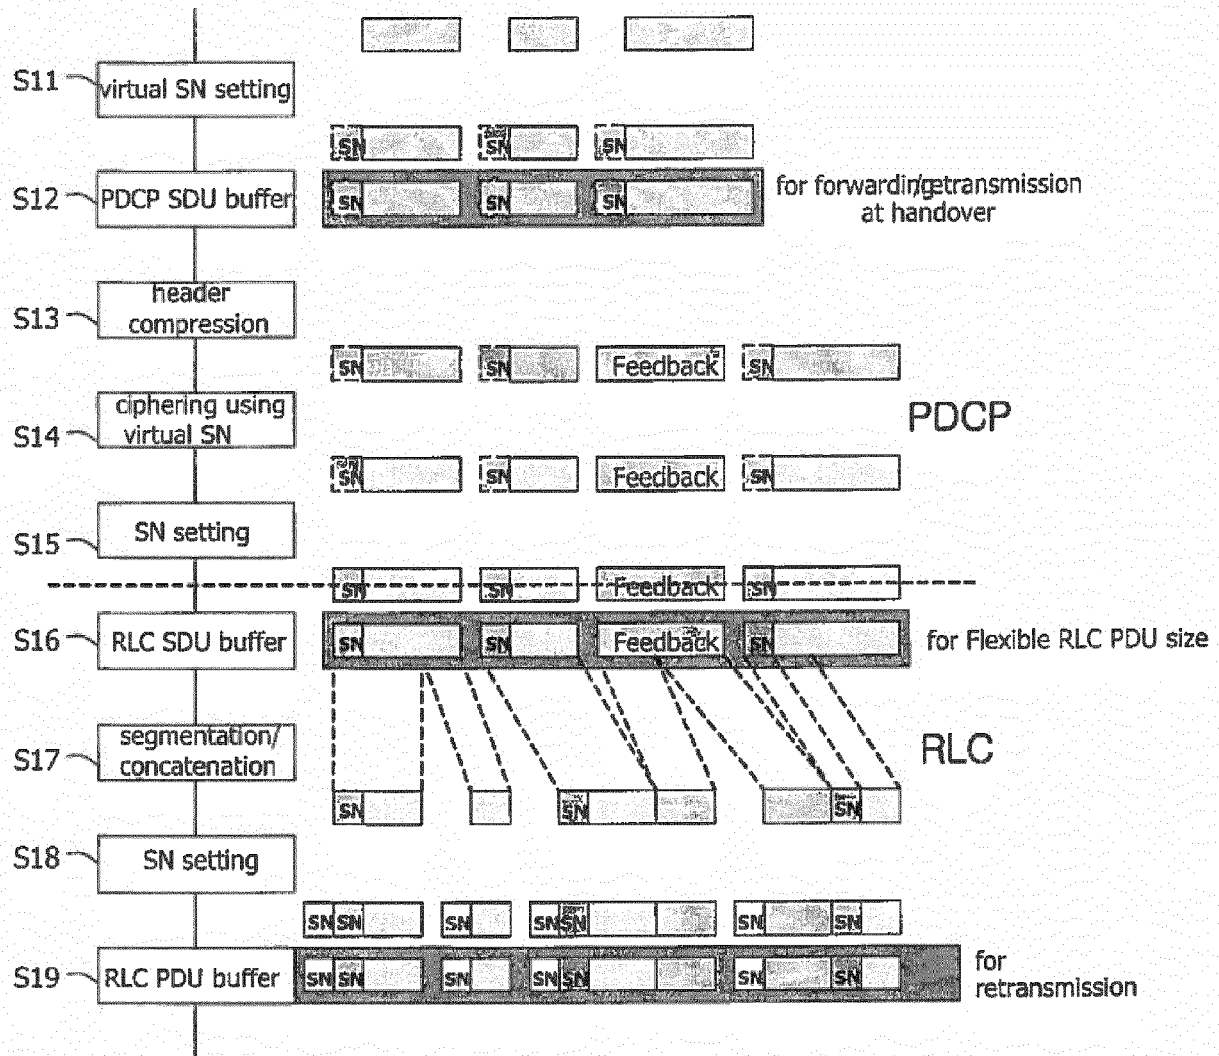 S11 virtual SN setting
SN SN SN
S12 PDCP SDU buffer SN SN SN for forwardin/getransmission
at handover
S13 header
compression
SN SN Feedback SN
S14 ciphering using
virtual SN
PDCP
SN SN Feedback SN
S15 SN setting
SN SN Feedback SN
S16 RLC SDU buffer SN SN Feedback SN for Flexible RLC PDU size
S17 segmentation/
concatenation
RLC
SN SN SN
S18 SN setting
SN SN SN SN SN SN SN
S19 RLC PDU buffer SN SN SN SN SN SN SN for
retransmission